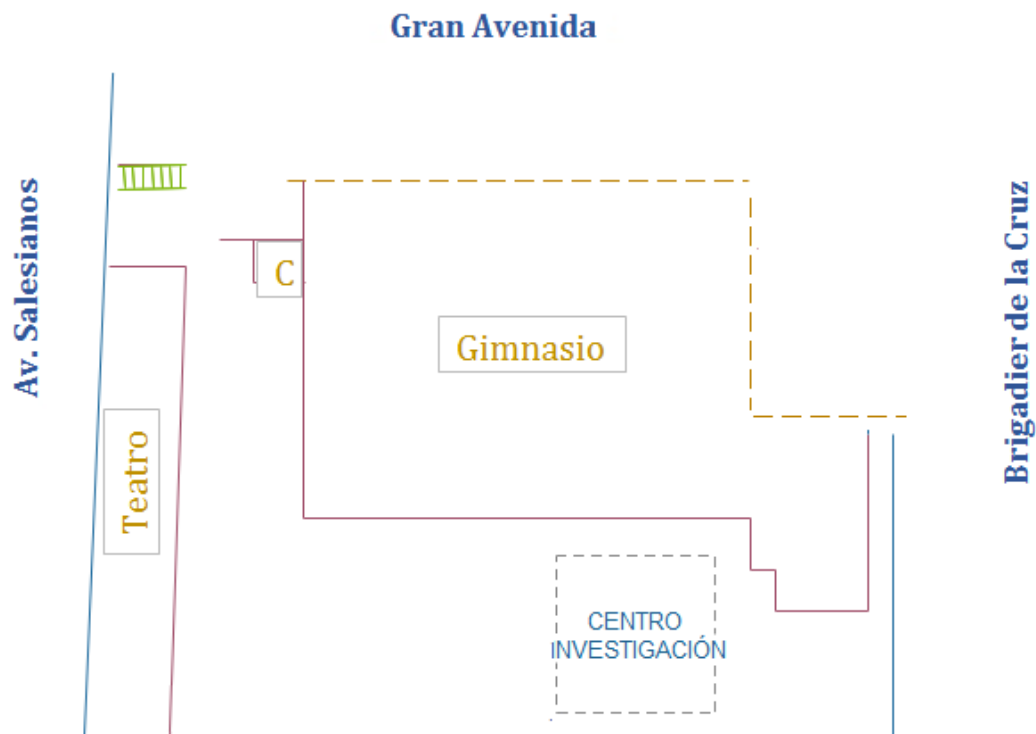 Gran Avenida
Av. Salesianos
Brigadier de la Cruz
C
Gimnasio
Teatro
CENTRO
INVESTIGACIÓN